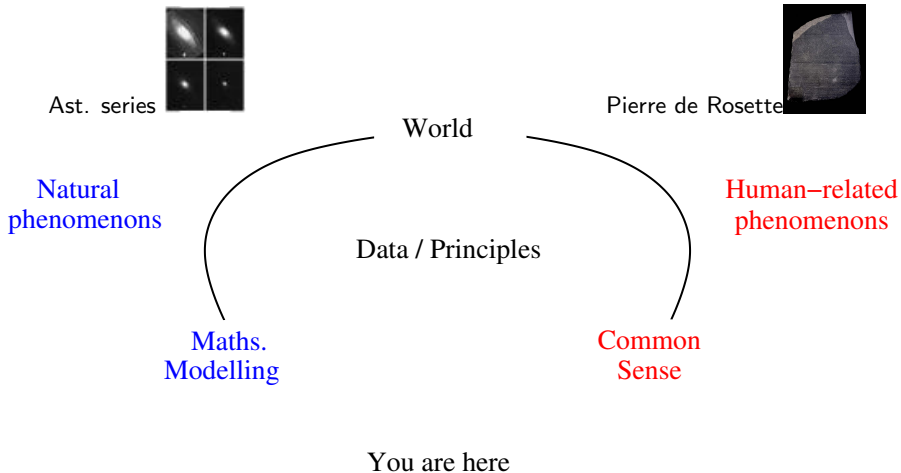 Ast. series
Pierre de Rosette
World
Natural
phenomenons
Human−related
phenomenons
Data / Principles
Maths.
Modelling
Common
Sense
You are here